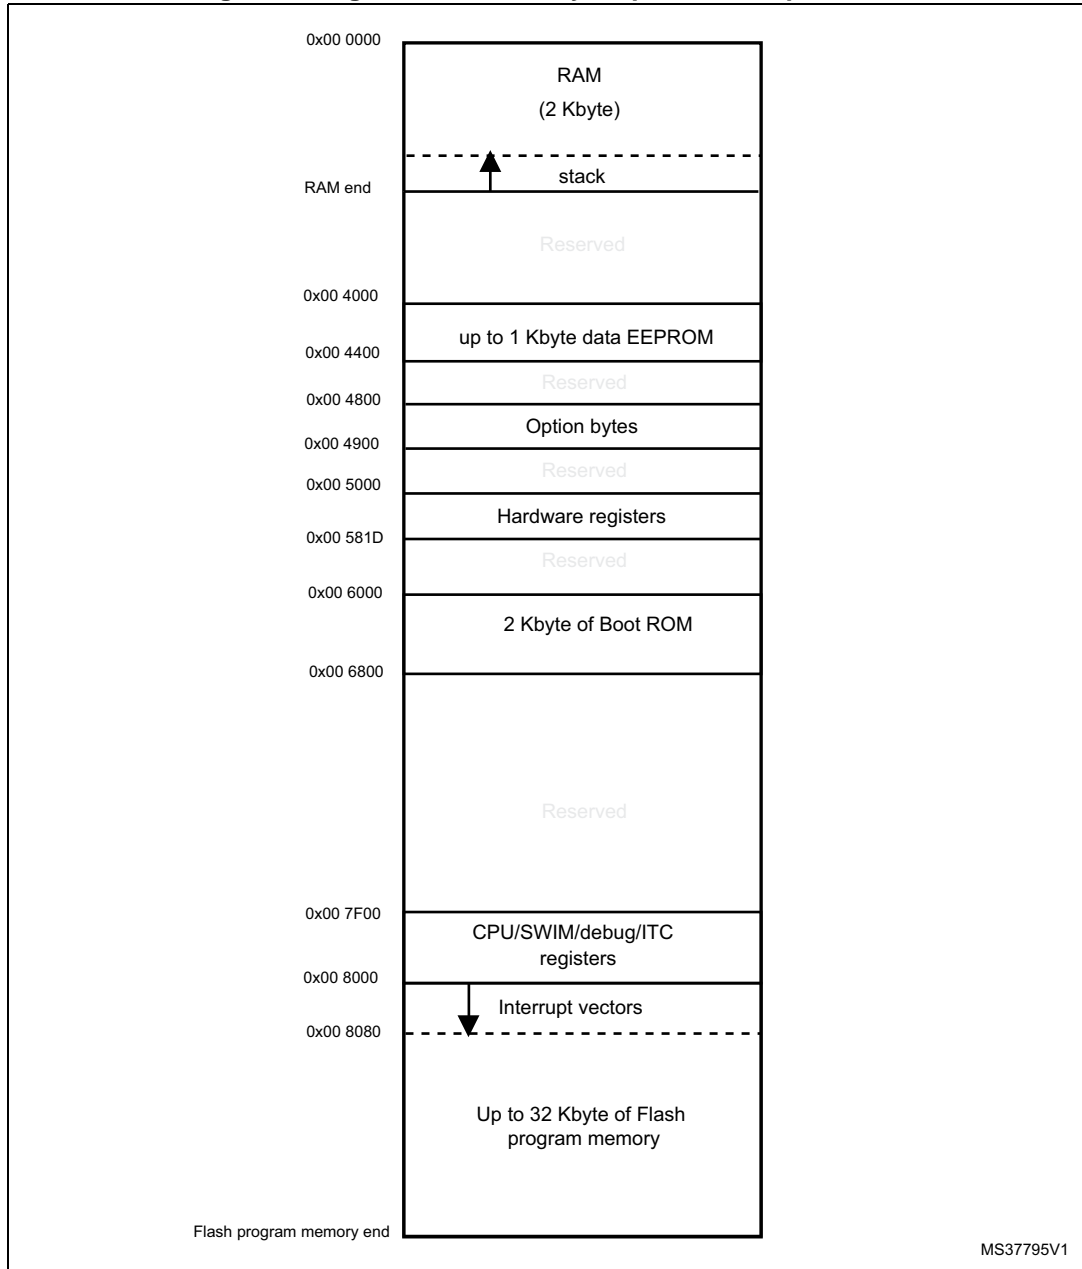 0x00 0000
RAM
(2 Kbyte)
stack
RAM end
Reserved
0x00 4000
up to 1 Kbyte data EEPROM
0x00 4400
Reserved
0x00 4800
Option bytes
0x00 4900
Reserved
0x00 5000
Hardware registers
0x00 581D
Reserved
0x00 6000
2 Kbyte of Boot ROM
0x00 6800
Reserved
0x00 7F00
CPU/SWIM/debug/ITC
registers
0x00 8000
Interrupt vectors
0x00 8080
Up to 32 Kbyte of Flash
program memory
Flash program memory end
MS37795V1